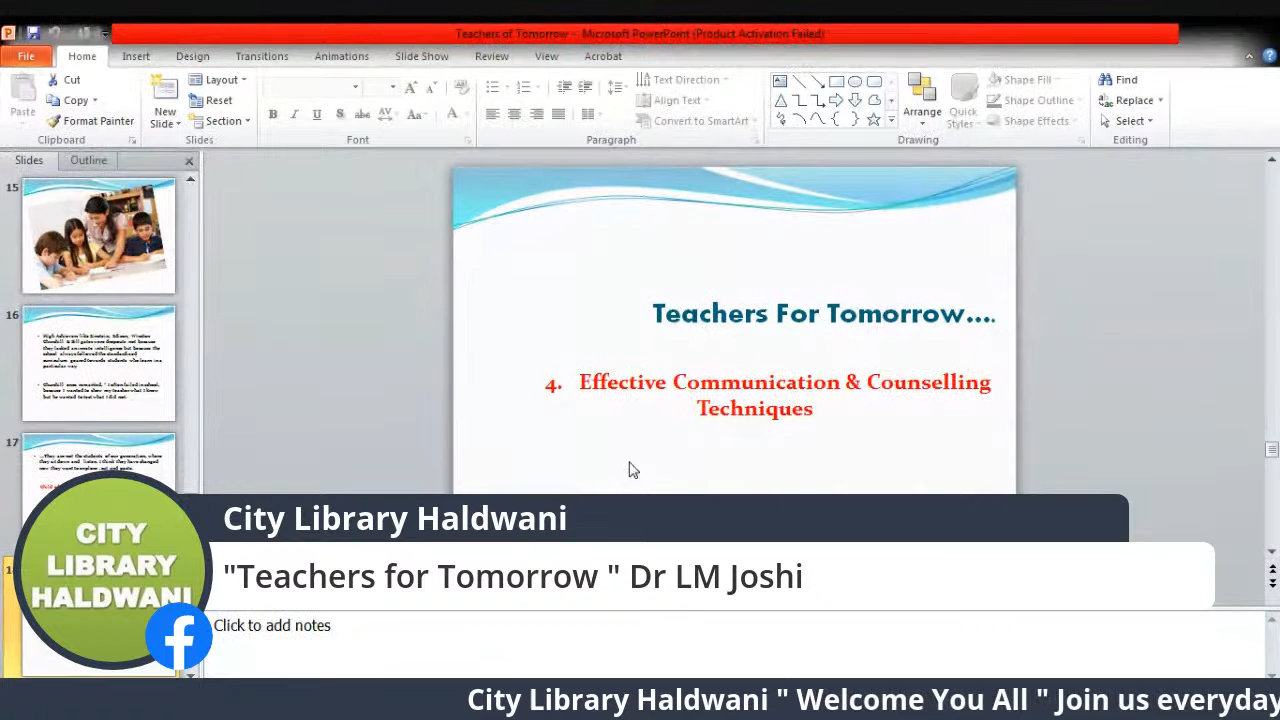 Teachers of Tomorrow - Microsoft PowerPoint (Product Activation Failed)
File Home Insert Design Transitions Animations Slide Show Review View Acrobat
Paste
Cut
Copy
Format Painter
Clipboard
New Slide
Layout
Reset
Section
Slides
B I U S abc AV Aa A
Font
Text Direction
Align Text
Convert to SmartArt
Paragraph
Arrange
Quick Styles
Shape Fill
Shape Outline
Shape Effects
Drawing
Find
Replace
Select
Editing
Slides Outline
15
16
17
Teachers For Tomorrow....
4. Effective Communication & Counselling
Techniques
CITY
LIBRARY
HALDWANI
City Library Haldwani
"Teachers for Tomorrow " Dr LM Joshi
Click to add notes
City Library Haldwani " Welcome You All " Join us everyday